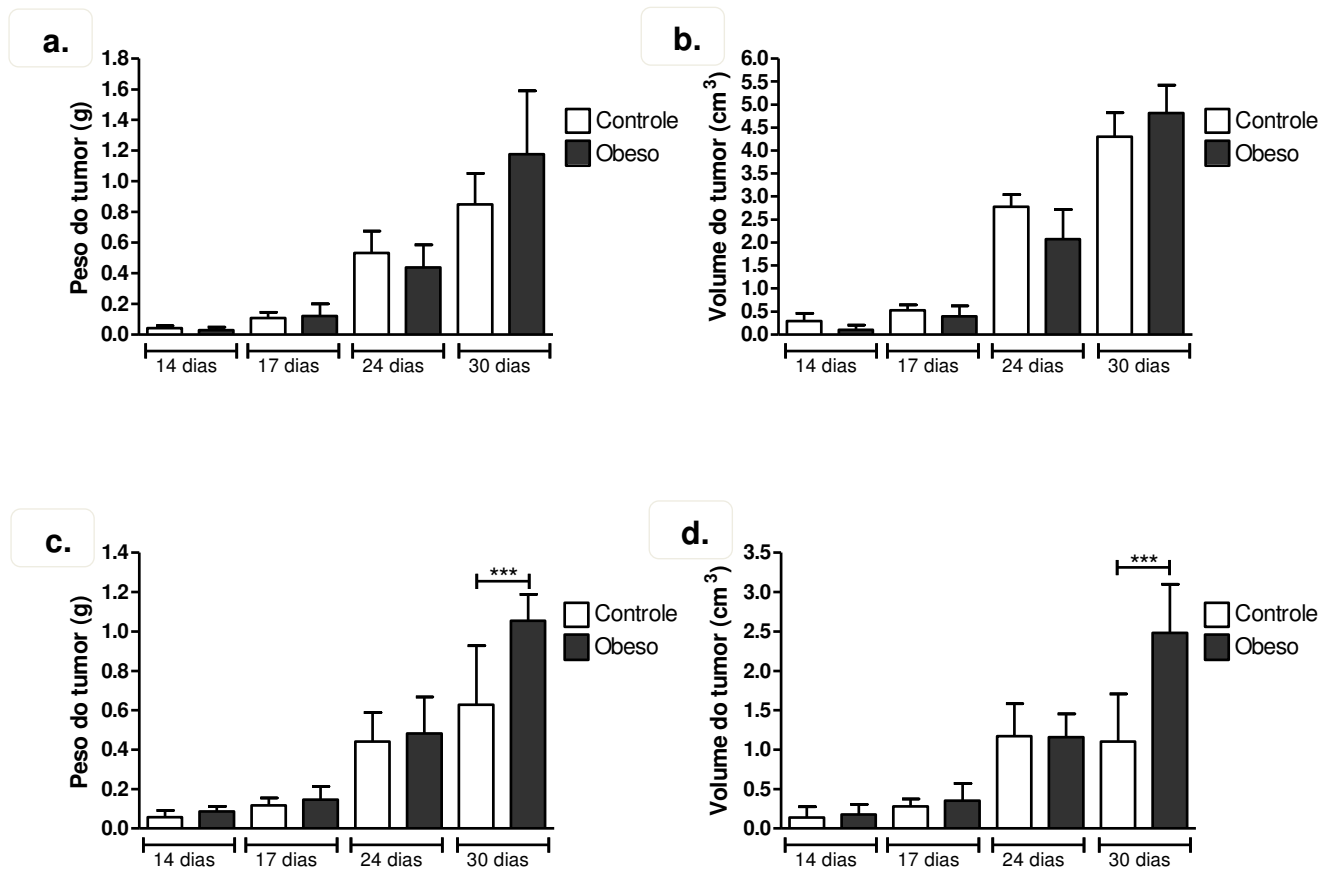 a.
Peso do tumor (g)
1.8
1.6
1.4
1.2
1.0
0.8
0.6
0.4
0.2
0.0
14 dias 17 dias 24 dias 30 dias
Controle
Obeso
b.
Volume do tumor (cm³)
6.0
5.5
5.0
4.5
4.0
3.5
3.0
2.5
2.0
1.5
1.0
0.5
0.0
14 dias 17 dias 24 dias 30 dias
Controle
Obeso
c.
Peso do tumor (g)
1.4
1.2
1.0
0.8
0.6
0.4
0.2
0.0
***
14 dias 17 dias 24 dias 30 dias
Controle
Obeso
d.
Volume do tumor (cm³)
3.5
3.0
2.5
2.0
1.5
1.0
0.5
0.0
***
14 dias 17 dias 24 dias 30 dias
Controle
Obeso